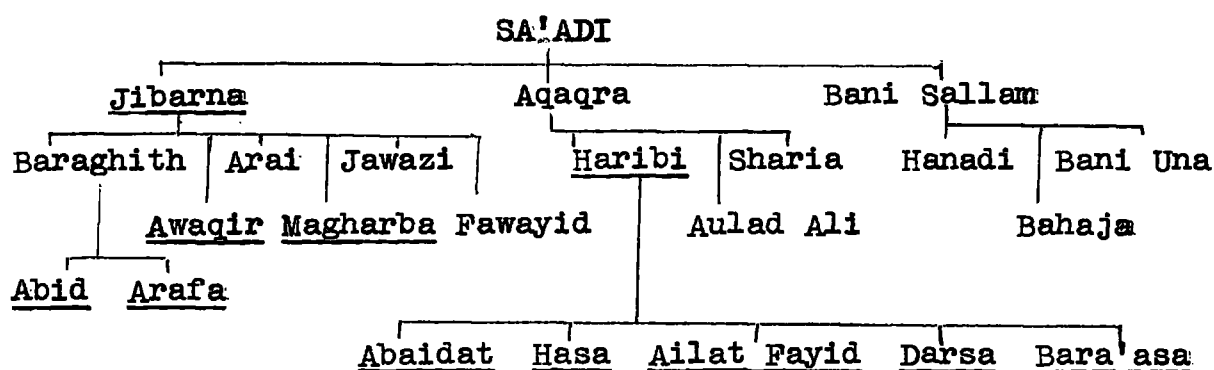 SA'ADI
Jibarna Aqaqra Bani Sallam
Baraghith Arai Jawazi Haribi Sharia Hanadi Bani Una
Awaqir Magharba Fawayid Aulad Ali Bahaja
Abid Arafa
Abaidat Hasa Ailat Fayid Darsa Bara'asa